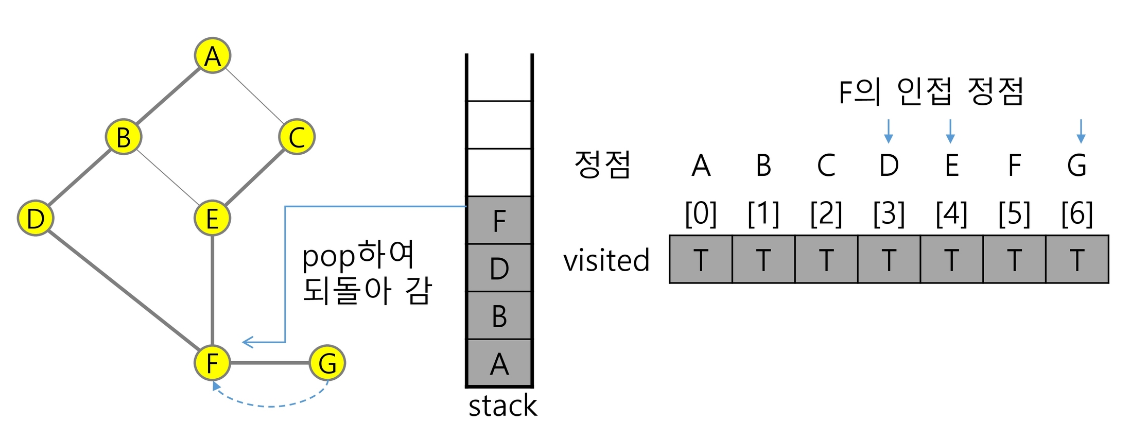 A
B
C
D
E
F
G
pop하여
되돌아 감
F
D
B
A
stack
F의 인접 정점
정점 A B C D E F G
[0] [1] [2] [3] [4] [5] [6]
visited T T T T T T T